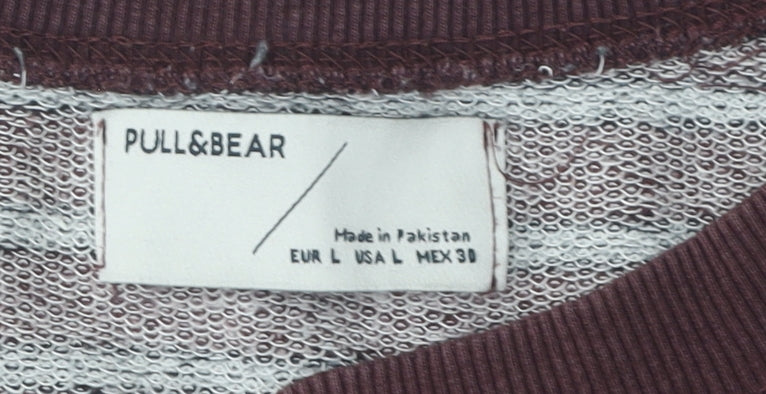 PULL&BEAR
Made in Pakistan
EUR L USA L MEX 30